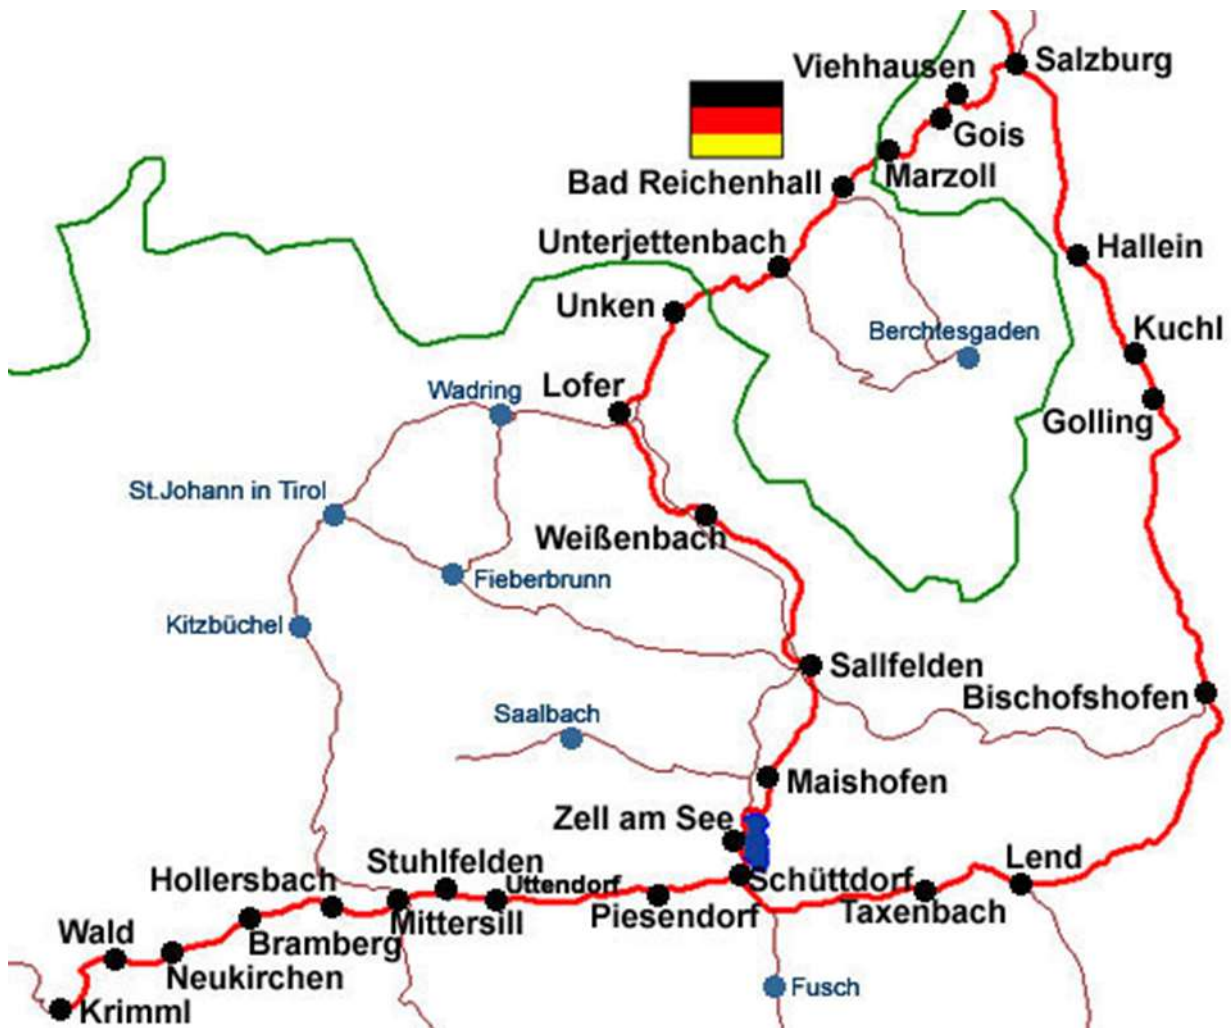 Salzburg
Viehhausen
Gois
Marzoll
Bad Reichenhall
Unterjettenbach
Hallein
Unken
Kuchl
Berchtesgaden
Lofer
Wadring
Golling
St.Johann in Tirol
Weißenbach
Fieberbrunn
Kitzbüchel
Sallfelden
Bischofshofen
Saalbach
Maishofen
Zell am See
Lend
Stuhlfelden
Hollersbach
Uttendorf
Schüttdorf
Piesendorf
Taxenbach
Mittersill
Wald
Bramberg
Neukirchen
Fusch
Krimml